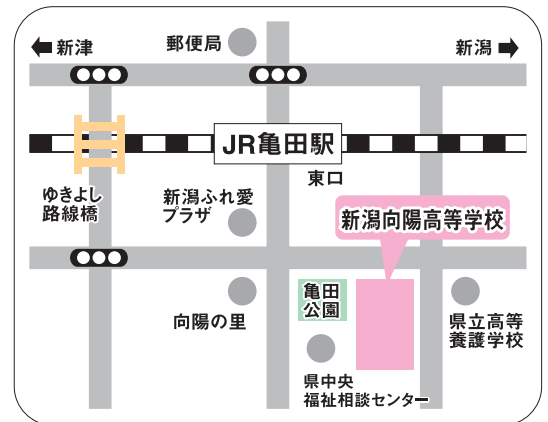 新津
郵便局
新潟
JR亀田駅
東口
ゆきよし
路線橋
新潟ふれ愛
プラザ
新潟向陽高等学校
向陽の里
亀田
公園
県立高等
養護学校
県中央
福祉相談センター